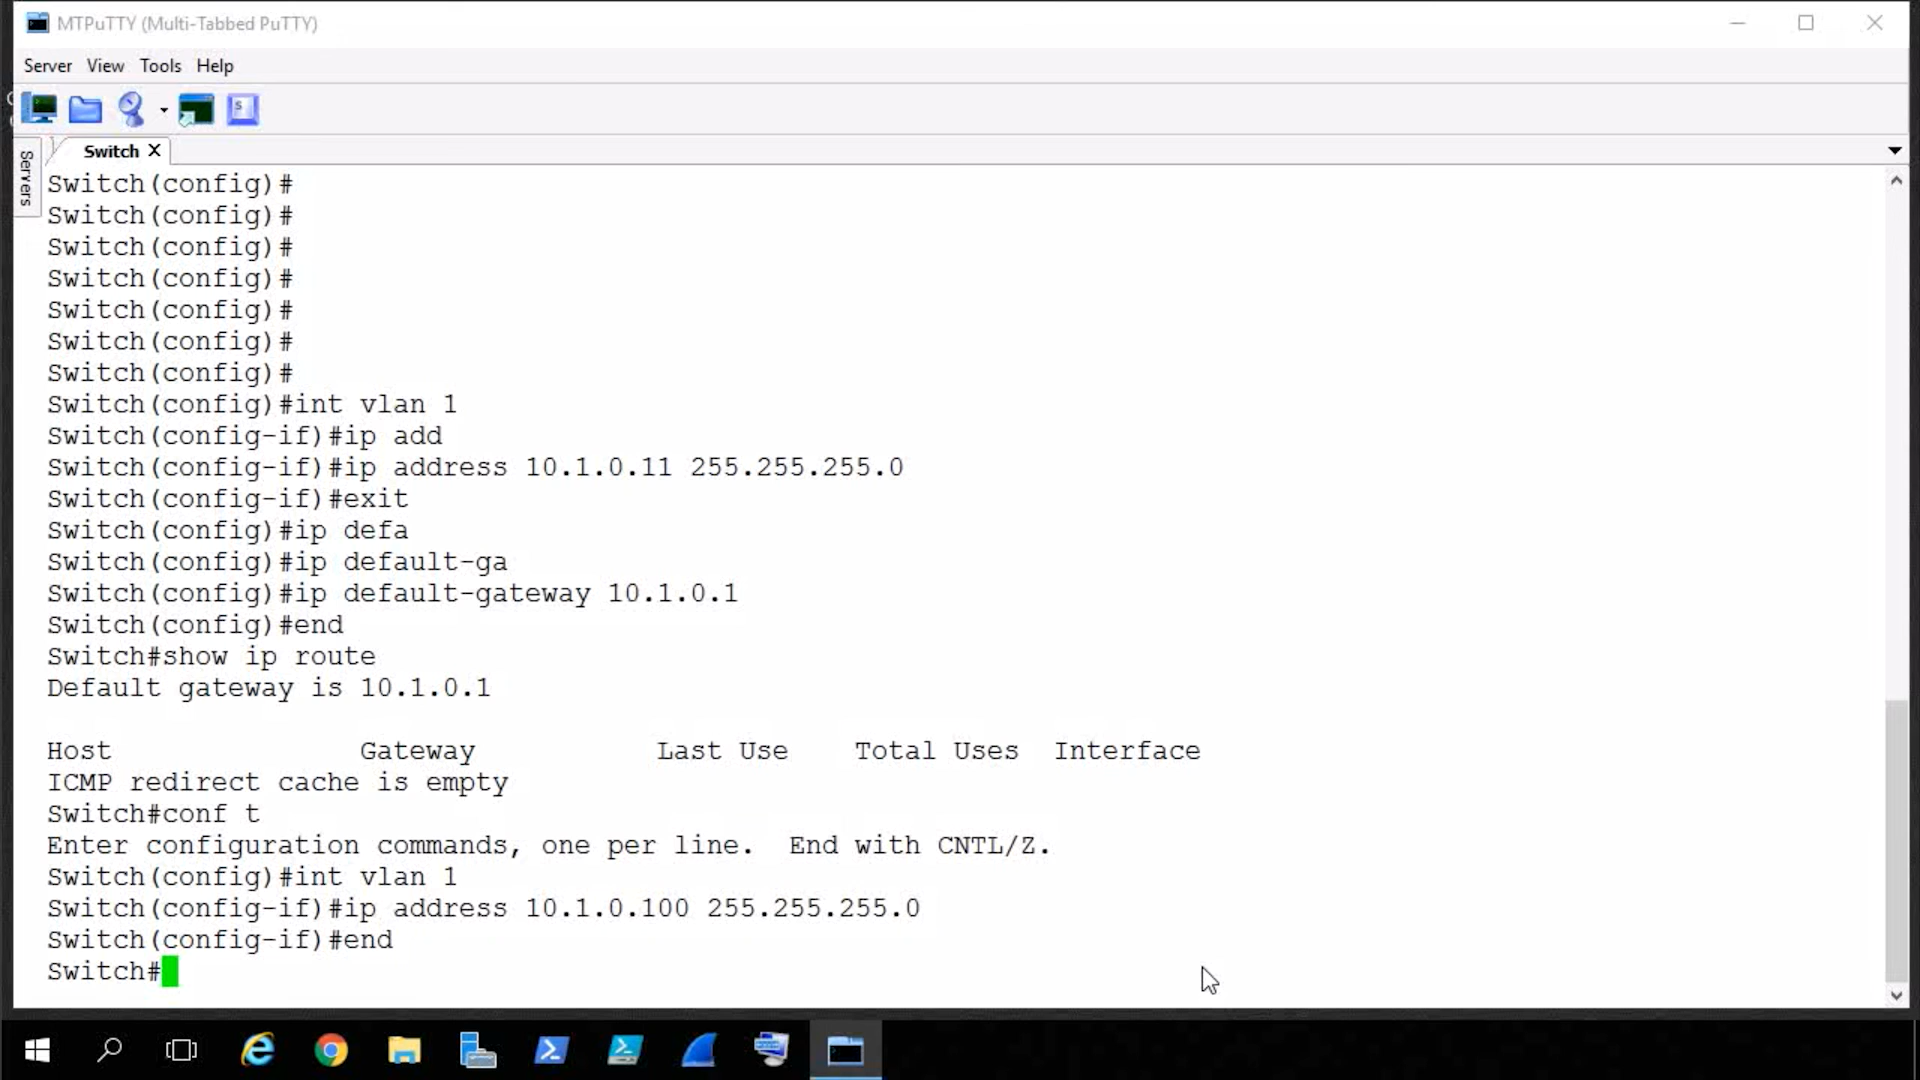 MTPuTTY (Multi-Tabbed PuTTY)
Server View Tools Help
Switch X
Servers
Switch(config)#
Switch(config)#
Switch(config)#
Switch(config)#
Switch(config)#
Switch(config)#
Switch(config)#
Switch(config)#int vlan 1
Switch(config-if)#ip add
Switch(config-if)#ip address 10.1.0.11 255.255.255.0
Switch(config-if)#exit
Switch(config)#ip defa
Switch(config)#ip default-ga
Switch(config)#ip default-gateway 10.1.0.1
Switch(config)#end
Switch#show ip route
Default gateway is 10.1.0.1
Host Gateway Last Use Total Uses Interface
ICMP redirect cache is empty
Switch#conf t
Enter configuration commands, one per line. End with CNTL/Z.
Switch(config)#int vlan 1
Switch(config-if)#ip address 10.1.0.100 255.255.255.0
Switch(config-if)#end
Switch#